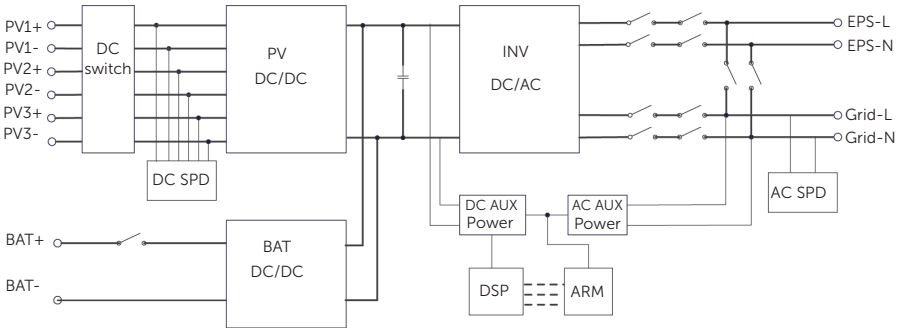 PV1+
PV1-
PV2+
PV2-
PV3+
PV3-
DC
switch
DC SPD
PV
DC/DC
INV
DC/AC
EPS-L
EPS-N
Grid-L
Grid-N
AC SPD
DC AUX
Power
AC AUX
Power
BAT+
BAT-
BAT
DC/DC
DSP
ARM